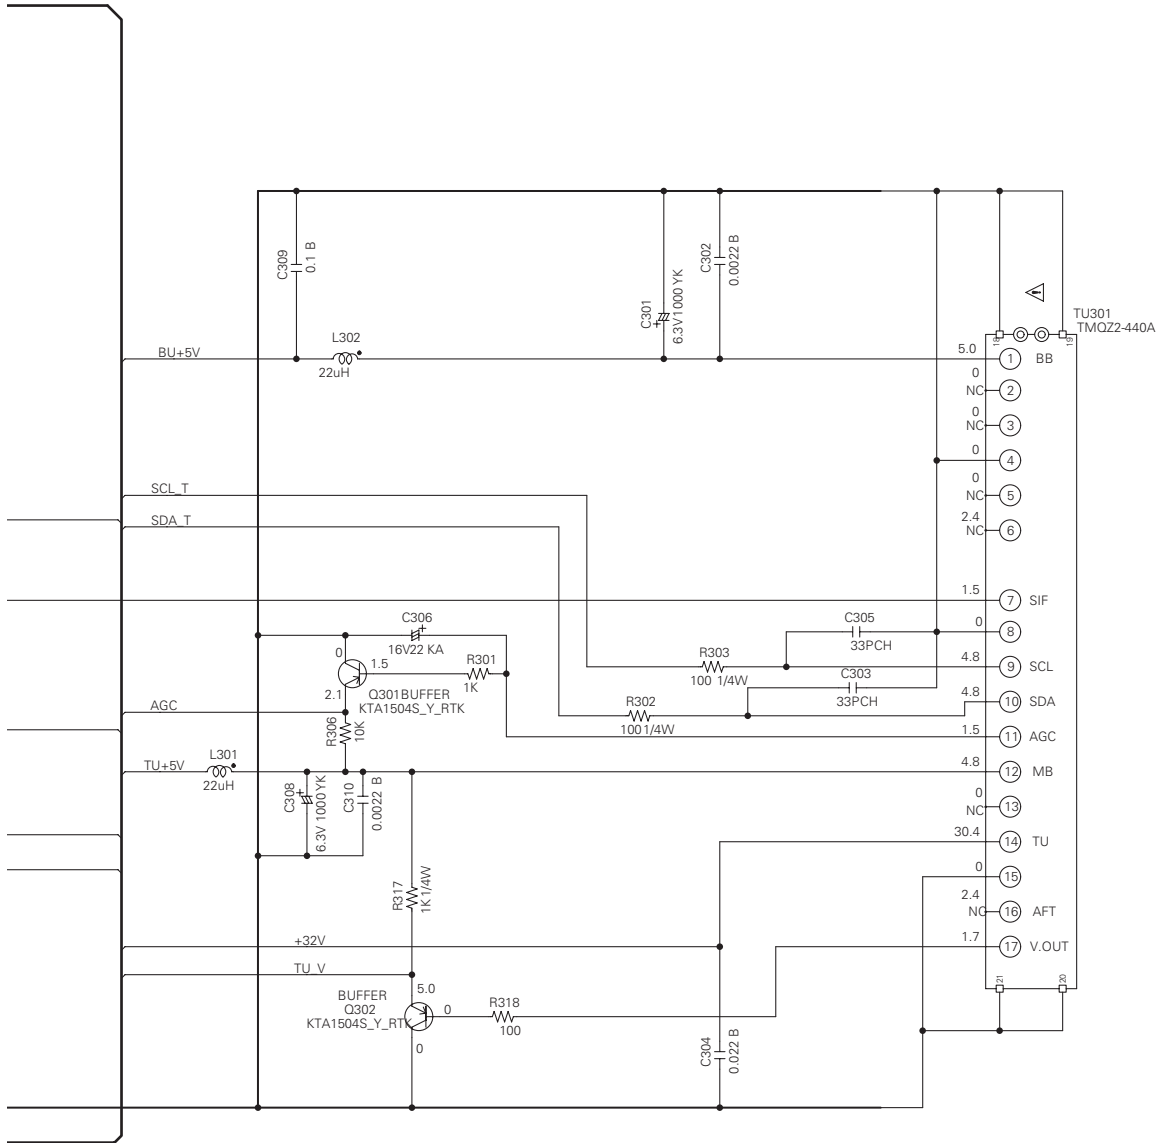 C309
0.1 B
C301
6.3V1000 YK
C302
0.0022 B
TU301
TMQZ2-440A
18
19
L302
22uH
BU+5V
5.0
1
BB
0
NC
2
0
NC
3
0
4
0
NC
5
SCL_T
SDA_T
2.4
NC
6
1.5
7
SIF
C306
16V22 KA
C305
33PCH
0
8
0
1.5
R301
1K
R303
100 1/4W
4.8
9
SCL
2.1
Q301BUFFER
KTA1504S_Y_RTK
C303
33PCH
4.8
10
SDA
R302
1001/4W
AGC
R306
10K
1.5
11
AGC
TU+5V
L301
22uH
4.8
12
MB
C308
6.3V 1000 YK
C310
0.0022 B
0
NC
13
30.4
14
TU
0
15
R317
1K1/4W
2.4
NC
16
AFT
+32V
1.7
17
V.OUT
TU_V
21
20
BUFFER
Q302
KTA1504S_Y_RTK
5.0
0
R318
100
0
C304
0.022 B